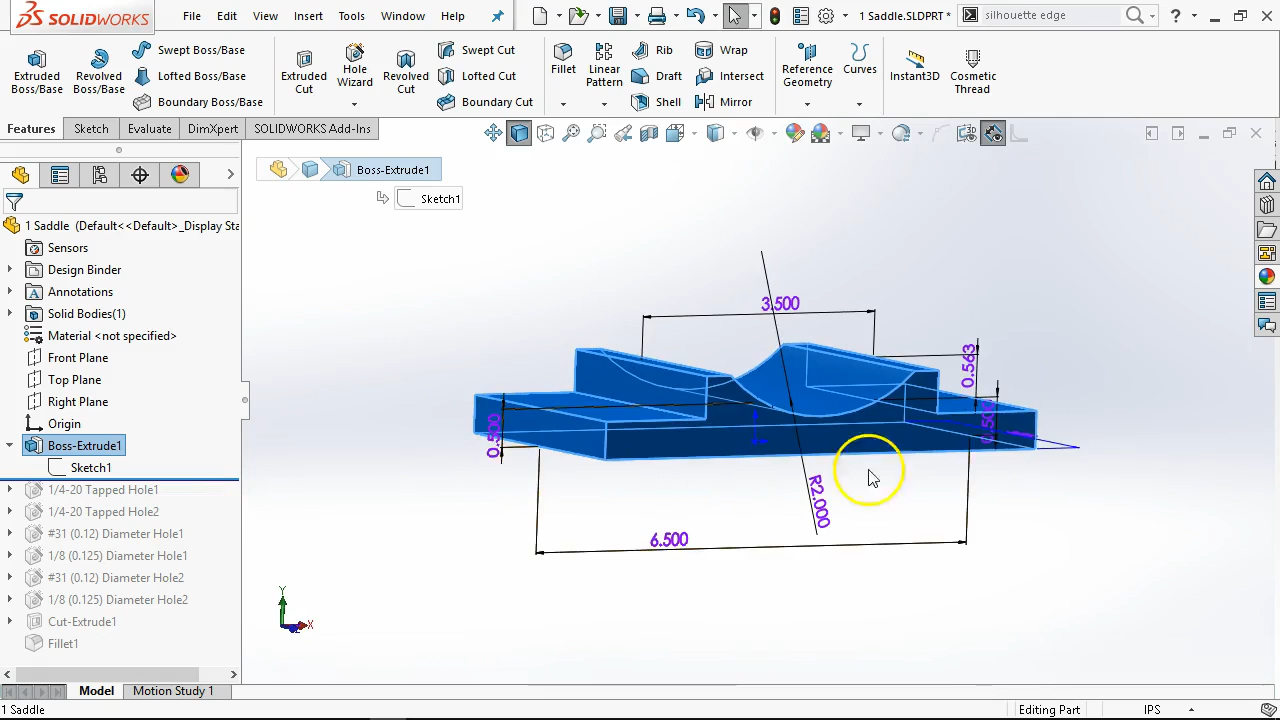 SOLIDWORKS
File Edit View Insert Tools Window Help
1 Saddle.SLDPRT *
silhouette edge
Extruded Boss/Base
Revolved Boss/Base
Swept Boss/Base
Lofted Boss/Base
Boundary Boss/Base
Extruded Cut
Hole Wizard
Revolved Cut
Swept Cut
Lofted Cut
Boundary Cut
Fillet
Linear Pattern
Rib
Draft
Shell
Wrap
Intersect
Mirror
Reference Geometry
Curves
Instant3D
Cosmetic Thread
Features Sketch Evaluate DimXpert SOLIDWORKS Add-Ins
Boss-Extrude1
Sketch1
1 Saddle (Default<<Default>_Display Sta
Sensors
Design Binder
Annotations
Solid Bodies(1)
Material <not specified>
Front Plane
Top Plane
Right Plane
Origin
Boss-Extrude1
Sketch1
1/4-20 Tapped Hole1
1/4-20 Tapped Hole2
#31 (0.12) Diameter Hole1
1/8 (0.125) Diameter Hole1
#31 (0.12) Diameter Hole2
1/8 (0.125) Diameter Hole2
Cut-Extrude1
Fillet1
3.500
0.563
0.500
0.500
R2.000
6.500
Y
X
Model Motion Study 1
1 Saddle
Editing Part
IPS